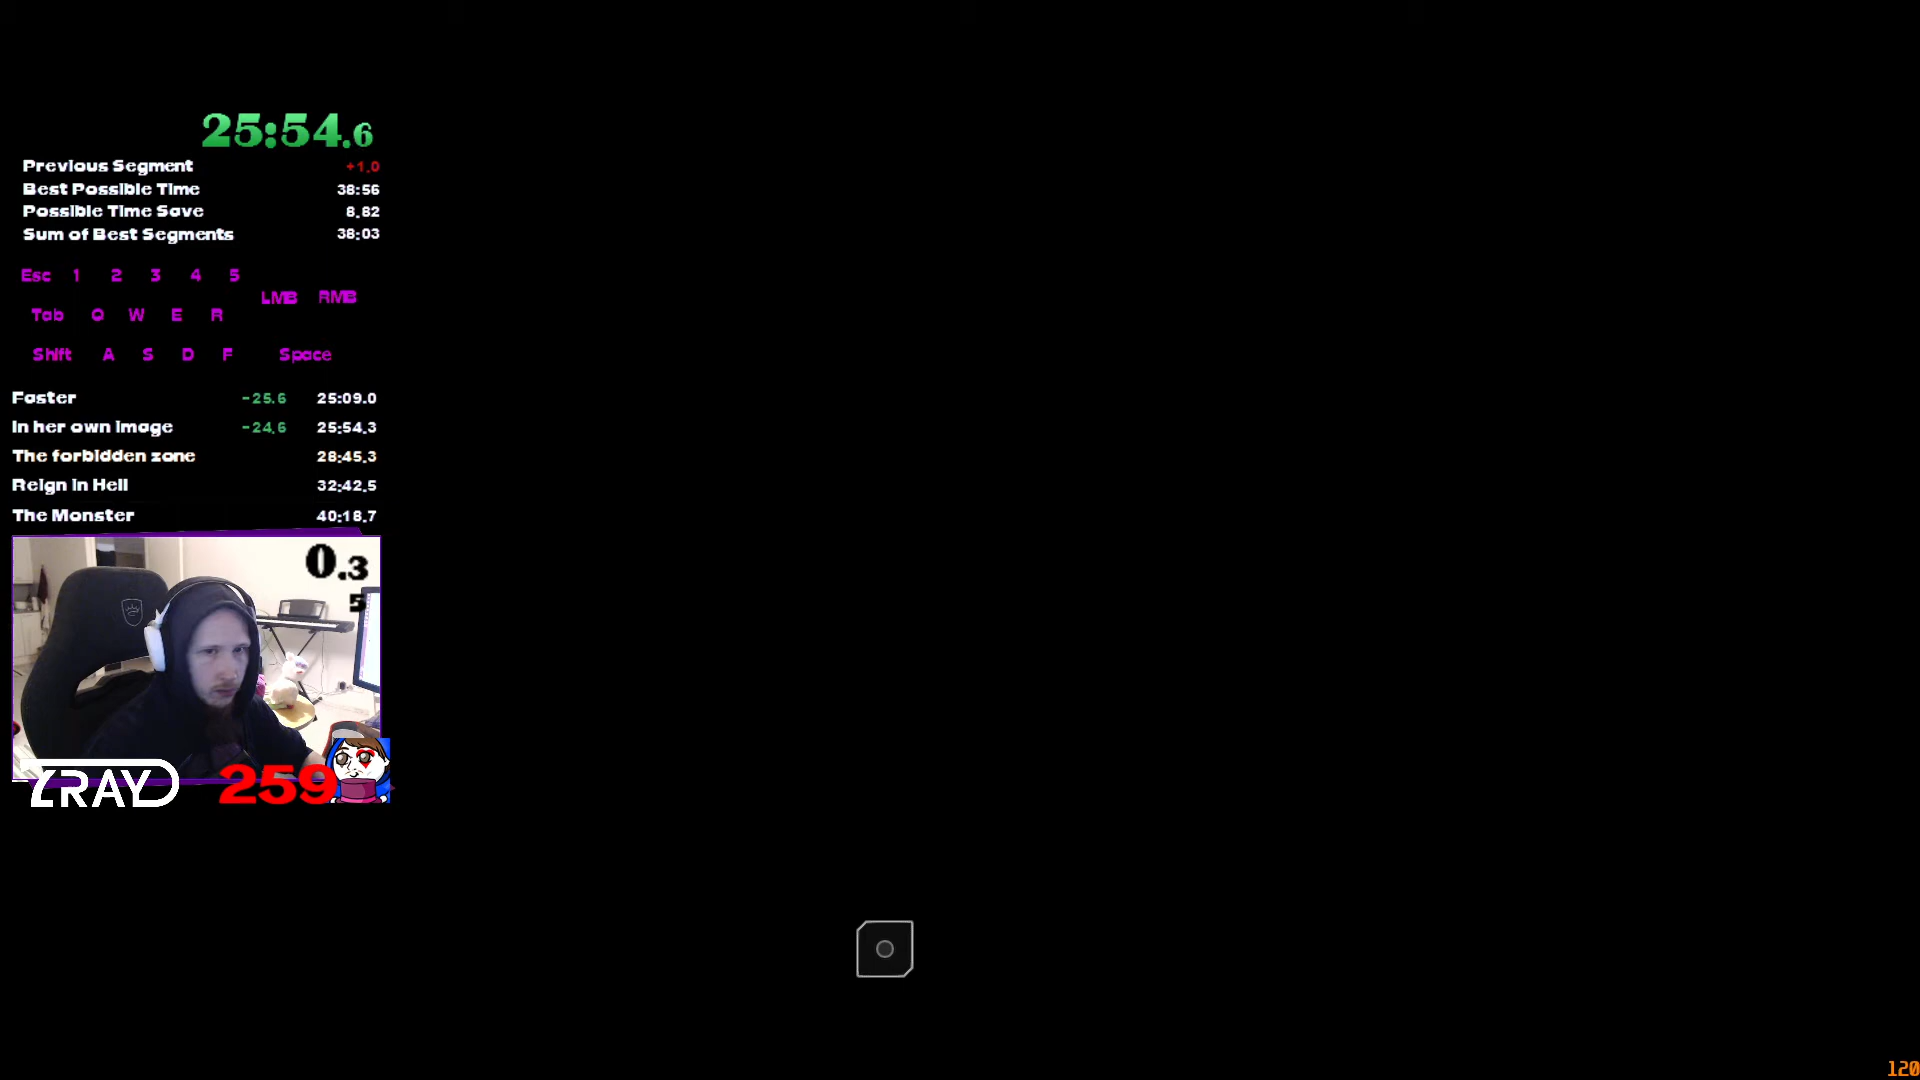 25:54.6
Previous Segment +1.0
Best Possible Time 38:56
Possible Time Save 8.82
Sum of Best Segments 38:03
Esc 1 2 3 4 5
LMB RMB
Tab Q W E R
Shift A S D F Space
Faster -25.6 25:09.0
In her own image -24.6 25:54.3
The forbidden zone 28:45.3
Reign in Hell 32:42.5
The Monster 40:18.7
0.3
5
ZRAY 259
120